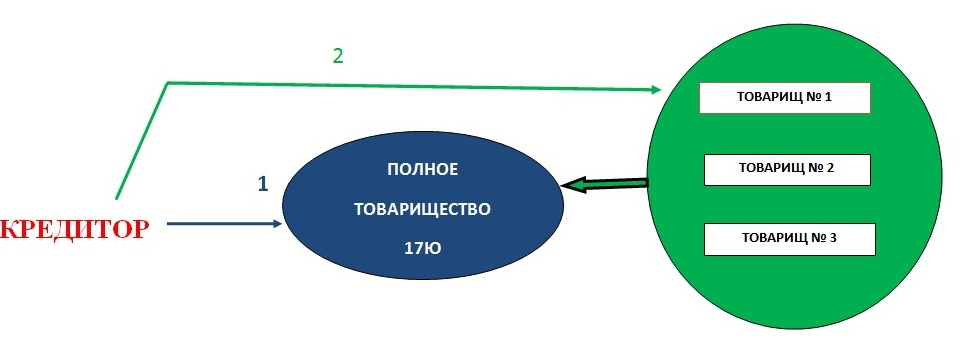 2
ТОВАРИЩ № 1
ПОЛНОЕ
ТОВАРИЩЕСТВО
17Ю
ТОВАРИЩ № 2
1
КРЕДИТОР
ТОВАРИЩ № 3